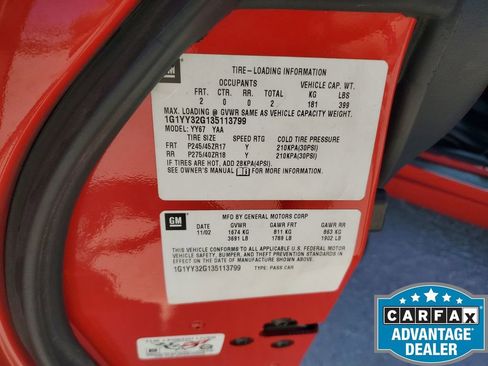 GM
TIRE-LOADING INFORMATION
OCCUPANTS
VEHICLE CAP. WT.
FRT. CTR. RR. TOTAL KG LBS
2 0 0 2 181 399
MAX. LOADING @ GVWR SAME AS VEHICLE CAPACITY WEIGHT.
1G1YY32G135113799
MODEL: YY67 YAA
TIRE SIZE SPEED RTG COLD TIRE PRESSURE
FRT P245/45ZR17 Y 210KPA(30PSI)
RR P275/40ZR18 Y 210KPA(30PSI)
IF TIRES ARE HOT, ADD 28KPA(4PSI).
SEE OWNER'S MANUAL FOR ADDITIONAL INFORMATION
GM
MFD BY GENERAL MOTORS CORP
DATE GVWR GAWR FRT GAWR RR
11/02 1674 KG 811 KG 863 KG
3691 LB 1789 LB 1902 LB
THIS VEHICLE CONFORMS TO ALL APPLICABLE U.S. FEDERAL MOTOR
VEHICLE SAFETY, BUMPER, AND THEFT PREVENTION STANDARDS IN
EFFECT ON THE DATE OF MANUFACTURE SHOWN ABOVE.
1G1YY32G135113799 TYPE: PASS CAR
CARFAX
ADVANTAGE
DEALER